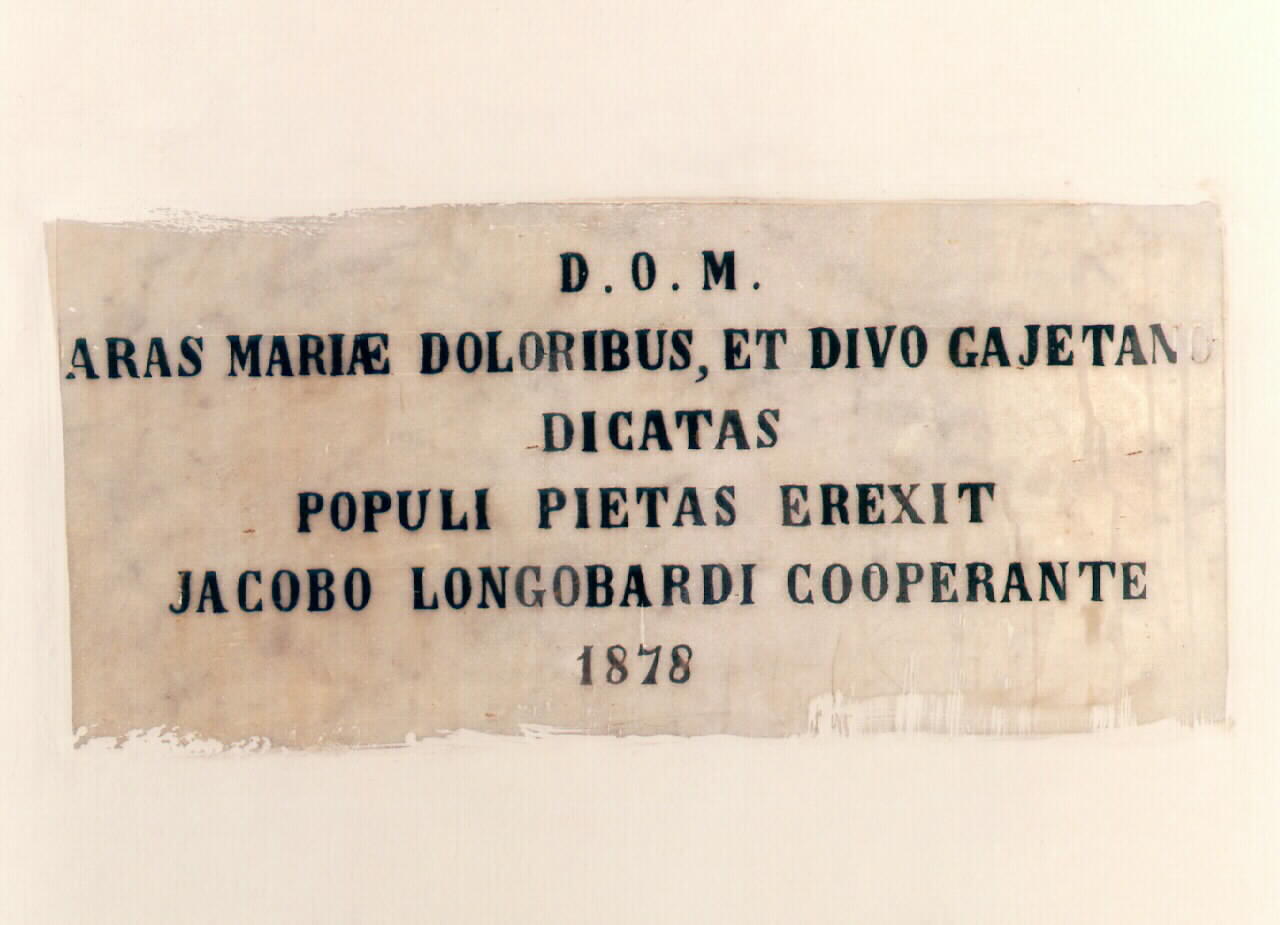 D.O.M.
ARAS MARIÆ DOLORIBUS, ET DIVO GAJETANO
DICATAS
POPULI PIETAS EREXIT
JACOBO LONGOBARDI COOPERANTE
1878